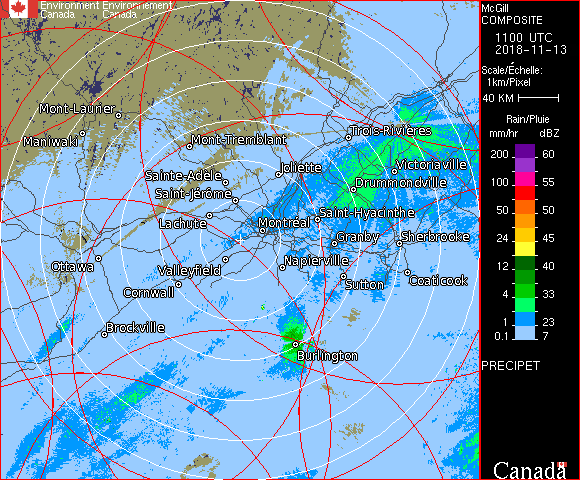 Environment Environnement
Canada Canada
McGill
COMPOSITE
1100 UTC
2018-11-13
Scale/Échelle:
1km/Pixel
40 KM
Rain/Pluie
mm/hr dBZ
200 60
100 55
50 50
24 45
12 40
4 33
1 23
0.1 7
PRECIPET
Canada
Mont-Laurier
Maniwaki
Mont-Tremblant
Trois-Rivières
Joliette
Victoriaville
Sainte-Adèle
Drummondville
Saint-Jérôme
Saint-Hyacinthe
Lachute
Montréal
Granby
Sherbrooke
Ottawa
Valleyfield
Napierville
Cornwall
Sutton
Coaticook
Brockville
Burlington